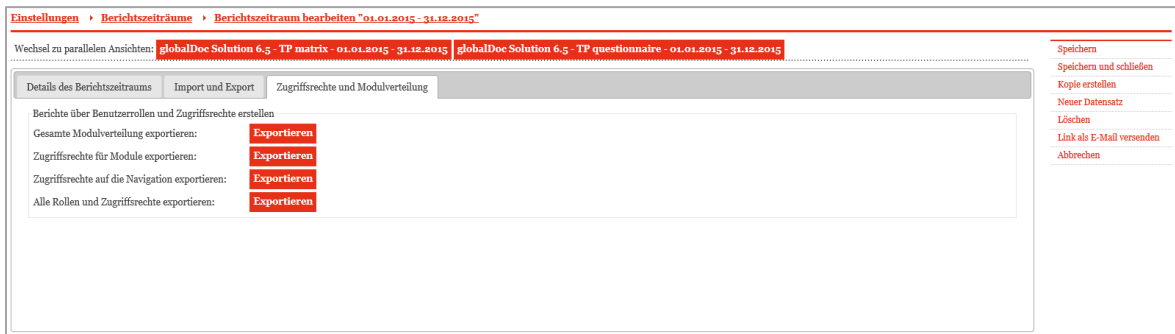 Einstellungen ▸ Berichtszeiträume ▸ Berichtszeitraum bearbeiten "01.01.2015 - 31.12.2015"
Wechsel zu parallelen Ansichten: globalDoc Solution 6.5 - TP matrix - 01.01.2015 - 31.12.2015 globalDoc Solution 6.5 - TP questionnaire - 01.01.2015 - 31.12.2015
Details des Berichtszeitraums Import und Export Zugriffsrechte und Modulverteilung
Berichte über Benutzerrollen und Zugriffsrechte erstellen
Gesamte Modulverteilung exportieren: Exportieren
Zugriffsrechte für Module exportieren: Exportieren
Zugriffsrechte auf die Navigation exportieren: Exportieren
Alle Rollen und Zugriffsrechte exportieren: Exportieren
Speichern
Speichern und schließen
Kopie erstellen
Neuer Datensatz
Löschen
Link als E-Mail versenden
Abbrechen